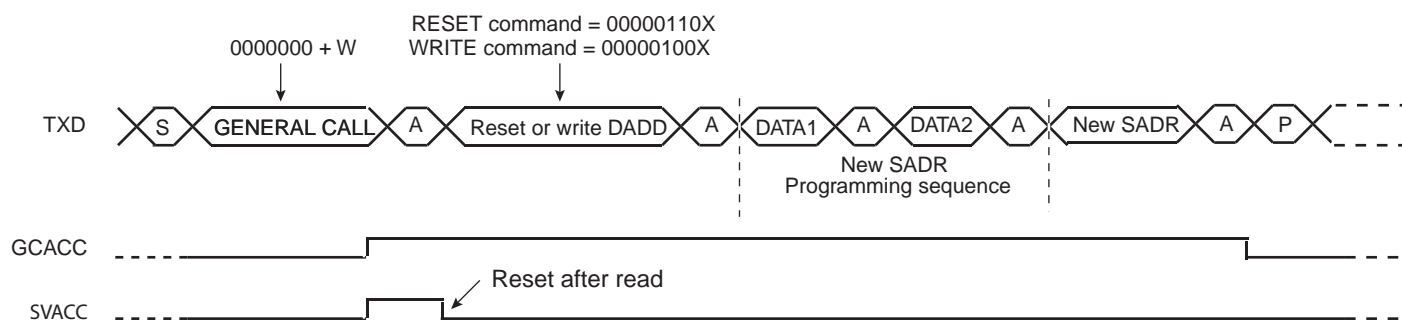 RESET command = 00000110X
0000000 + W
WRITE command = 00000100X
TXD
S
GENERAL CALL
A
Reset or write DADD
A
DATA1
A
DATA2
A
New SADR
A
P
New SADR
Programming sequence
GCACC
Reset after read
SVACC